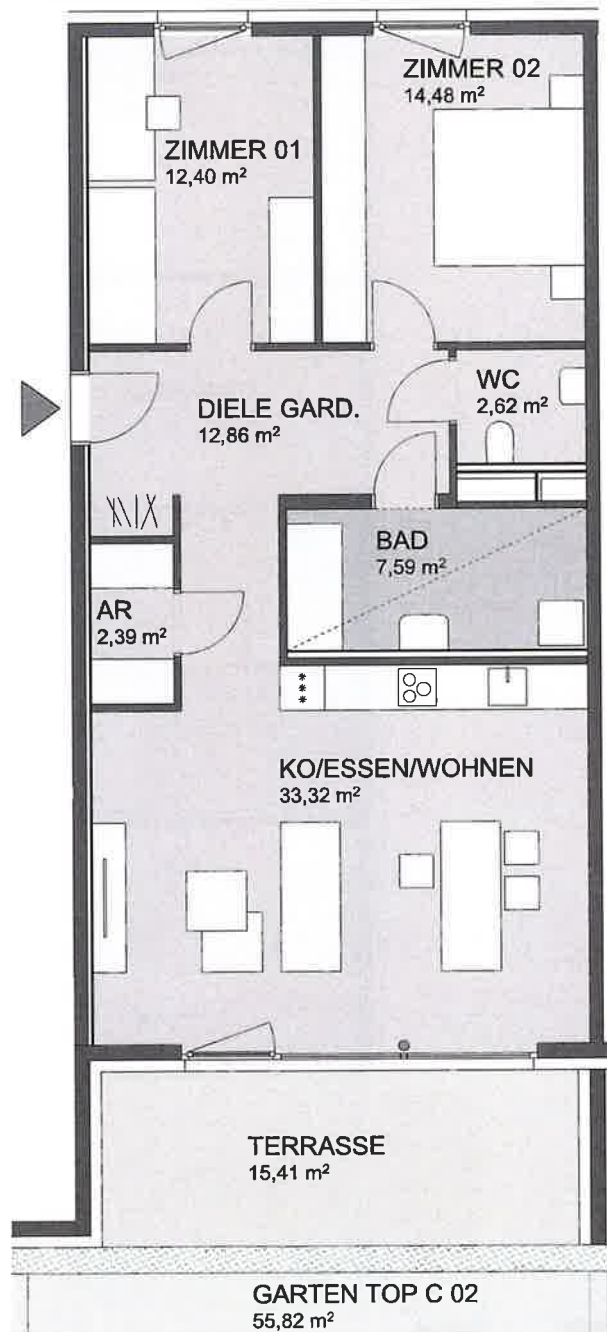 ZIMMER 02
14,48 m²
ZIMMER 01
12,40 m²
WC
2,62 m²
DIELE GARD.
12,86 m²
BAD
7,59 m²
AR
2,39 m²
KO/ESSEN/WOHNEN
33,32 m²
TERRASSE
15,41 m²
GARTEN TOP C 02
55,82 m²